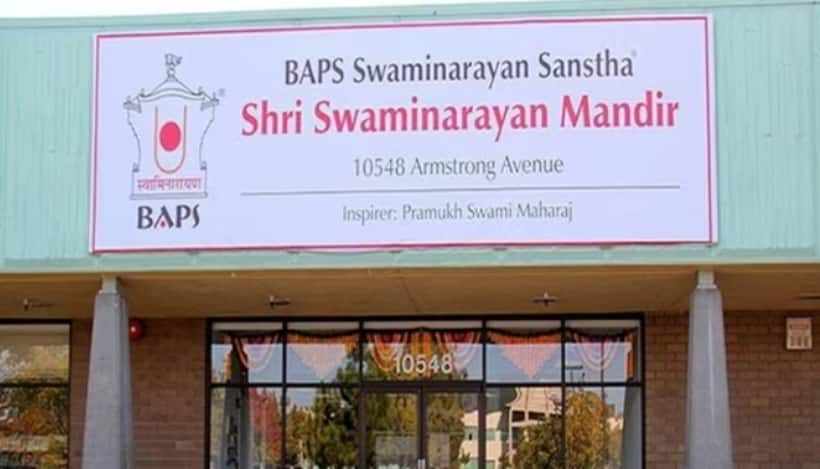 BAPS Swaminarayan Sanstha®
Shri Swaminarayan Mandir
10548 Armstrong Avenue
Inspirer: Pramukh Swami Maharaj
®
स्वामिनारायण
BAPS
10548